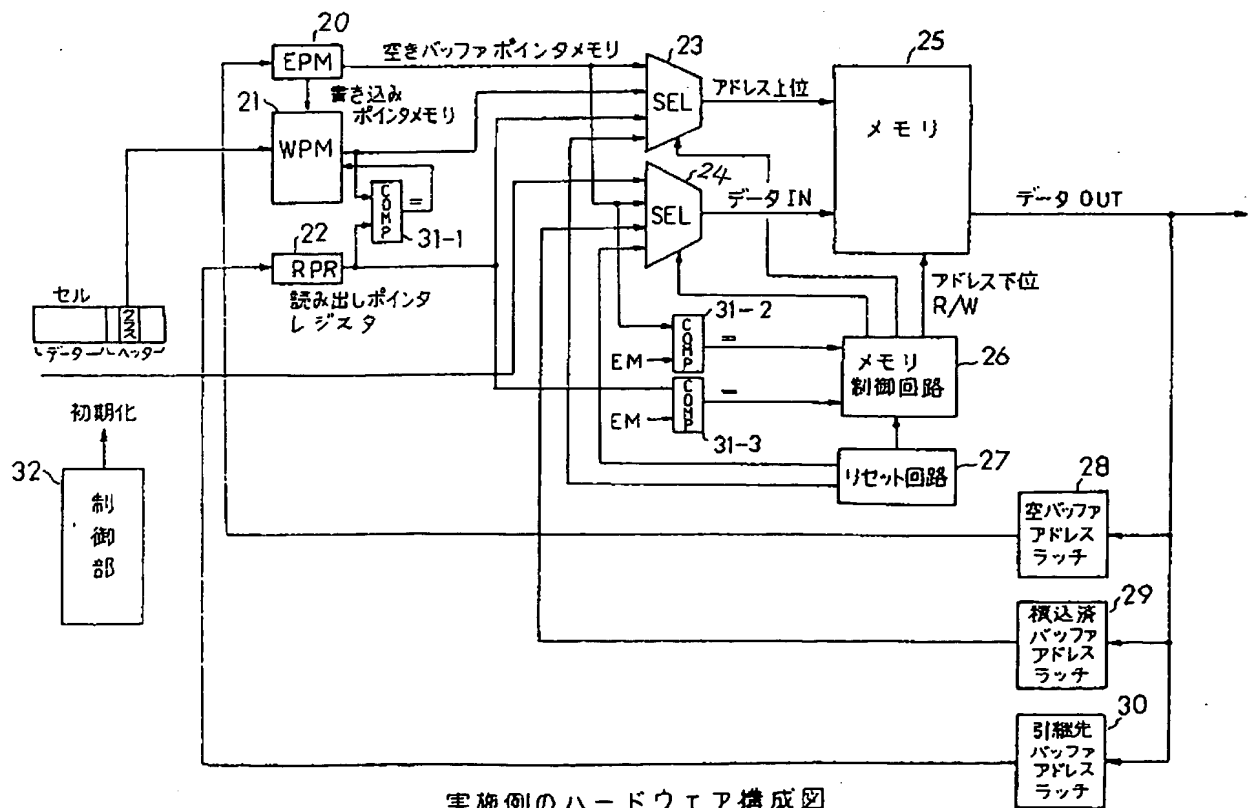 20
EPM
空きバッファポインタメモリ
書き込み
ポインタメモリ
21
WPM
COMP
=
31-1
22
RPR
読み出しポインタ
レジスタ
セル
クラス
データ
ヘッダー
初期化
32
制御部
23
SEL
アドレス上位
24
SEL
データ IN
25
メモリ
データ OUT
アドレス下位
R/W
31-2
COMP
=
EM
COMP
EM
31-3
メモリ
制御回路
26
リセット回路
27
28
空バッファ
アドレス
ラッチ
29
バッファ
アドレス
ラッチ
30
引継先
バッファ
アドレス
ラッチ
実施例のハードウェア構成図